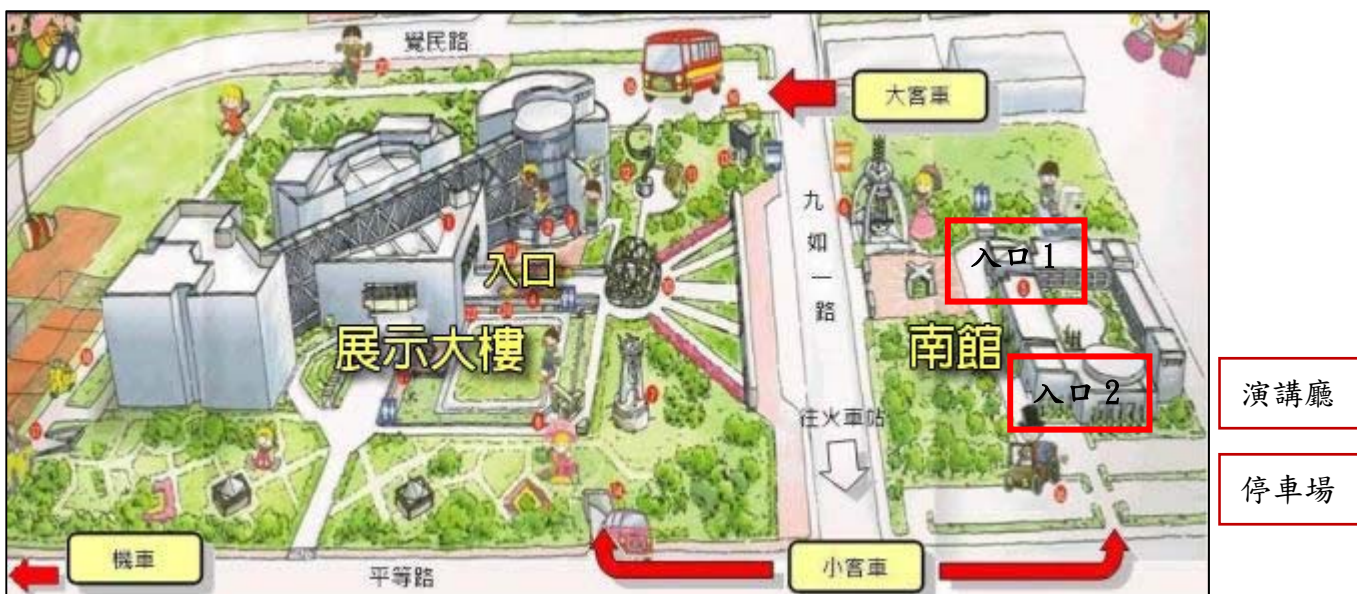 覺民路
大客車
九如一路
入口1
入口
展示大樓
南館
入口2
演講廳
往火車站
停車場
機車
平等路
小客車